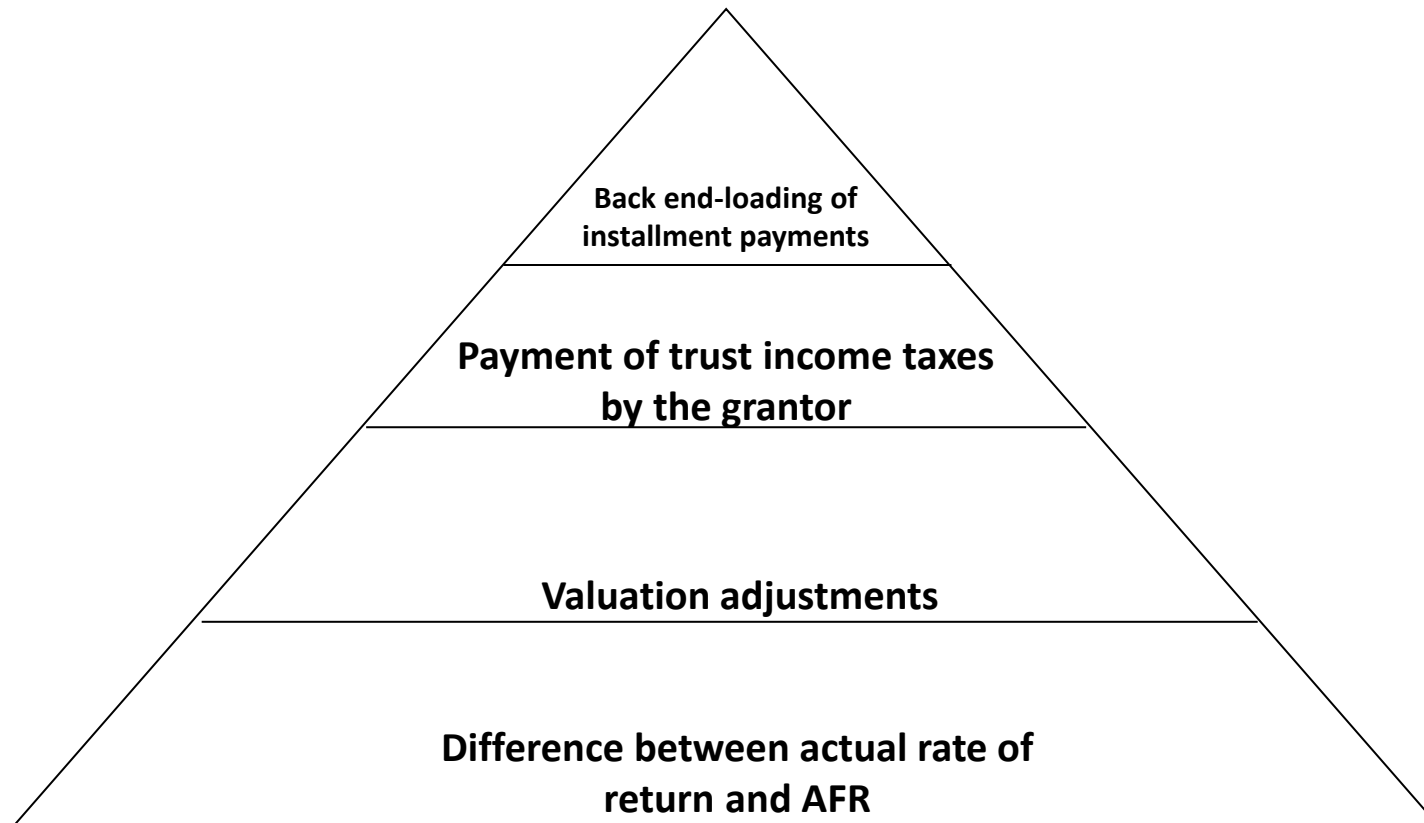 Back end-loading of
installment payments
Payment of trust income taxes
by the grantor
Valuation adjustments
Difference between actual rate of
return and AFR